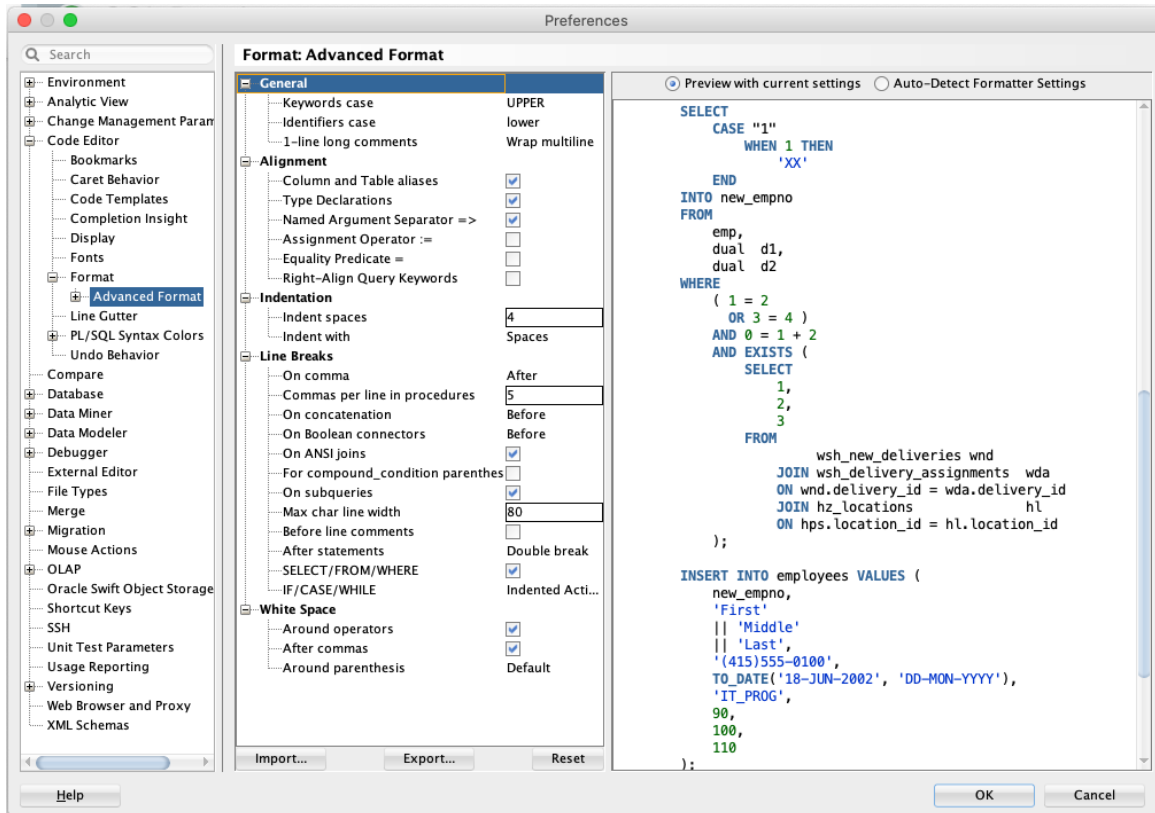 Preferences
Search
Environment
Analytic View
Change Management Param
Code Editor
Bookmarks
Caret Behavior
Code Templates
Completion Insight
Display
Fonts
Format
Advanced Format
Line Gutter
PL/SQL Syntax Colors
Undo Behavior
Compare
Database
Data Miner
Data Modeler
Debugger
External Editor
File Types
Merge
Migration
Mouse Actions
OLAP
Oracle Swift Object Storage
Shortcut Keys
SSH
Unit Test Parameters
Usage Reporting
Versioning
Web Browser and Proxy
XML Schemas
Format: Advanced Format
General
Keywords case UPPER
Identifiers case lower
1-line long comments Wrap multiline
Alignment
Column and Table aliases
Type Declarations
Named Argument Separator =>
Assignment Operator :=
Equality Predicate =
Right-Align Query Keywords
Indentation
Indent spaces 4
Indent with Spaces
Line Breaks
On comma After
Commas per line in procedures 5
On concatenation Before
On Boolean connectors Before
On ANSI joins
For compound_condition parenthes
On subqueries
Max char line width 80
Before line comments
After statements Double break
SELECT/FROM/WHERE
IF/CASE/WHILE Indented Acti...
White Space
Around operators
After commas
Around parenthesis Default
Import... Export... Reset
Preview with current settings Auto-Detect Formatter Settings
SELECT
CASE "1"
WHEN 1 THEN
'XX'
END
INTO new_empno
FROM
emp,
dual d1,
dual d2
WHERE
( 1 = 2
OR 3 = 4 )
AND 0 = 1 + 2
AND EXISTS (
SELECT
1,
2,
3
FROM
wsh_new_deliveries wnd
JOIN wsh_delivery_assignments wda
ON wnd.delivery_id = wda.delivery_id
JOIN hz_locations hl
ON hps.location_id = hl.location_id
);
INSERT INTO employees VALUES (
new_empno,
'First'
|| 'Middle'
|| 'Last',
'(415)555-0100',
TO_DATE('18-JUN-2002', 'DD-MON-YYYY'),
'IT_PROG',
90,
100,
110
);
Help OK Cancel